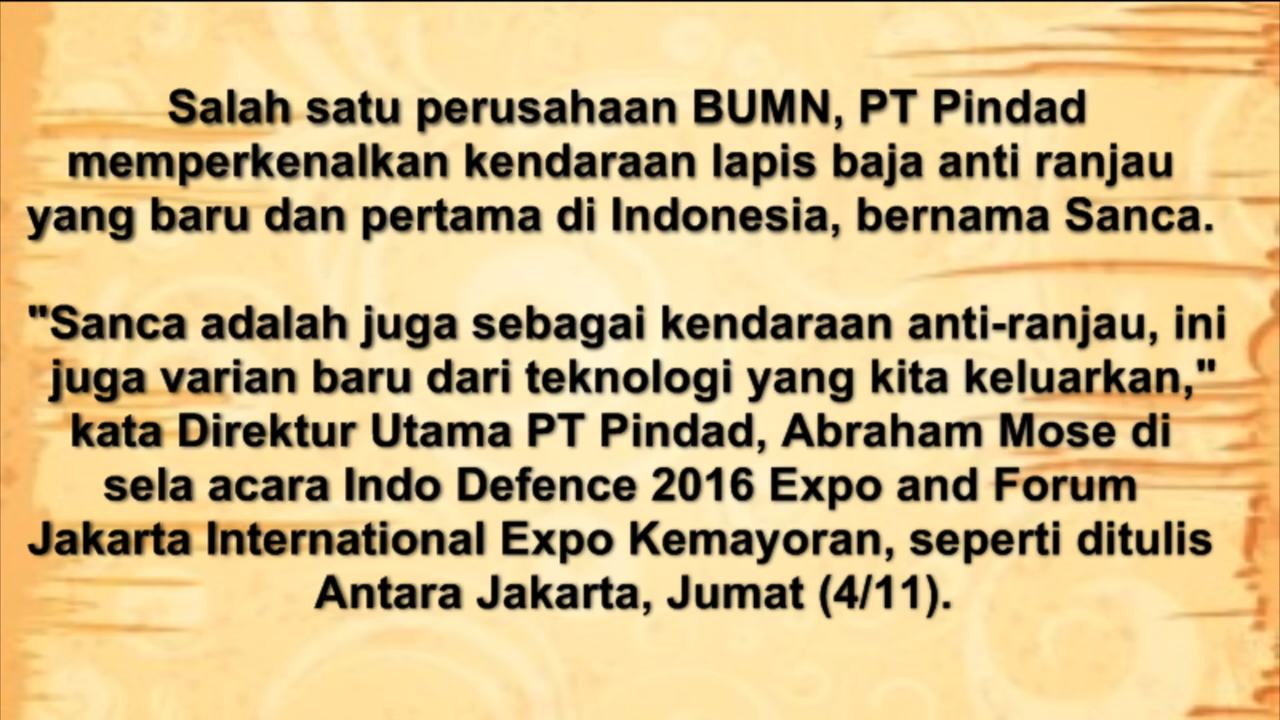 Salah satu perusahaan BUMN, PT Pindad
memperkenalkan kendaraan lapis baja anti ranjau
yang baru dan pertama di Indonesia, bernama Sanca.
"Sanca adalah juga sebagai kendaraan anti-ranjau, ini
juga varian baru dari teknologi yang kita keluarkan,"
kata Direktur Utama PT Pindad, Abraham Mose di
sela acara Indo Defence 2016 Expo and Forum
Jakarta International Expo Kemayoran, seperti ditulis
Antara Jakarta, Jumat (4/11).